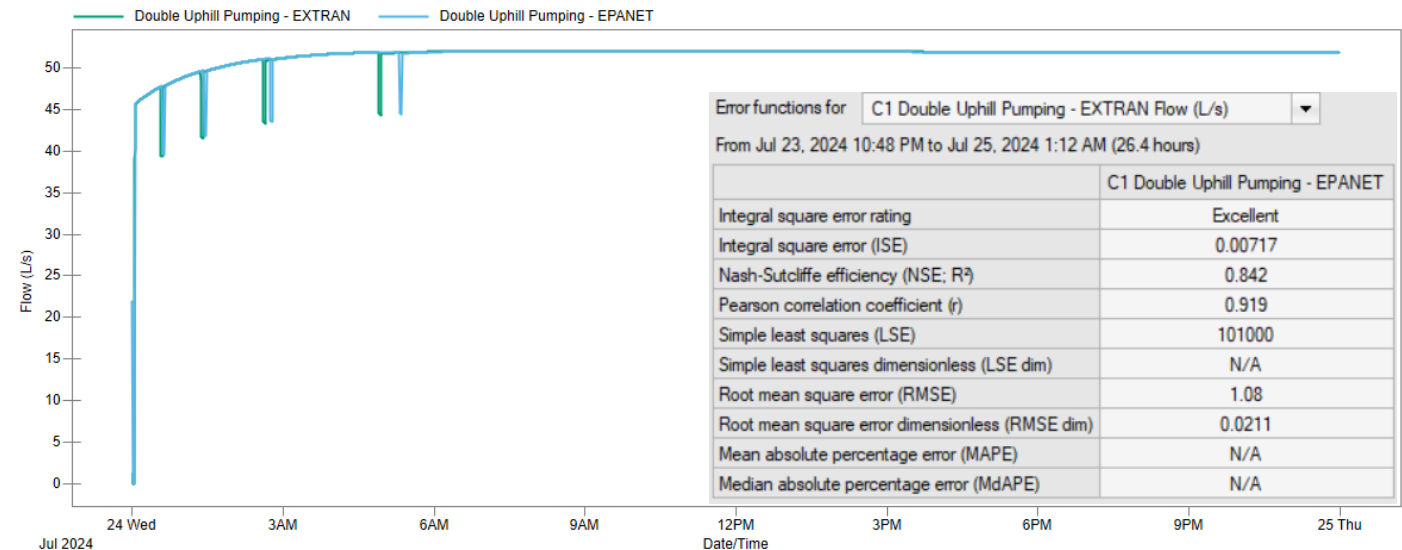 Double Uphill Pumping - EXTRAN Double Uphill Pumping - EPANET
50
45
40
35
30
25
20
15
10
5
0
Flow (L/s)
Error functions for C1 Double Uphill Pumping - EXTRAN Flow (L/s)
From Jul 23, 2024 10:48 PM to Jul 25, 2024 1:12 AM (26.4 hours)
C1 Double Uphill Pumping - EPANET
Integral square error rating Excellent
Integral square error (ISE) 0.00717
Nash-Sutcliffe efficiency (NSE; R²) 0.842
Pearson correlation coefficient (r) 0.919
Simple least squares (LSE) 101000
Simple least squares dimensionless (LSE dim) N/A
Root mean square error (RMSE) 1.08
Root mean square error dimensionless (RMSE dim) 0.0211
Mean absolute percentage error (MAPE) N/A
Median absolute percentage error (MdAPE) N/A
24 Wed 3AM 6AM 9AM 12PM 3PM 6PM 9PM 25 Thu
Jul 2024 Date/Time